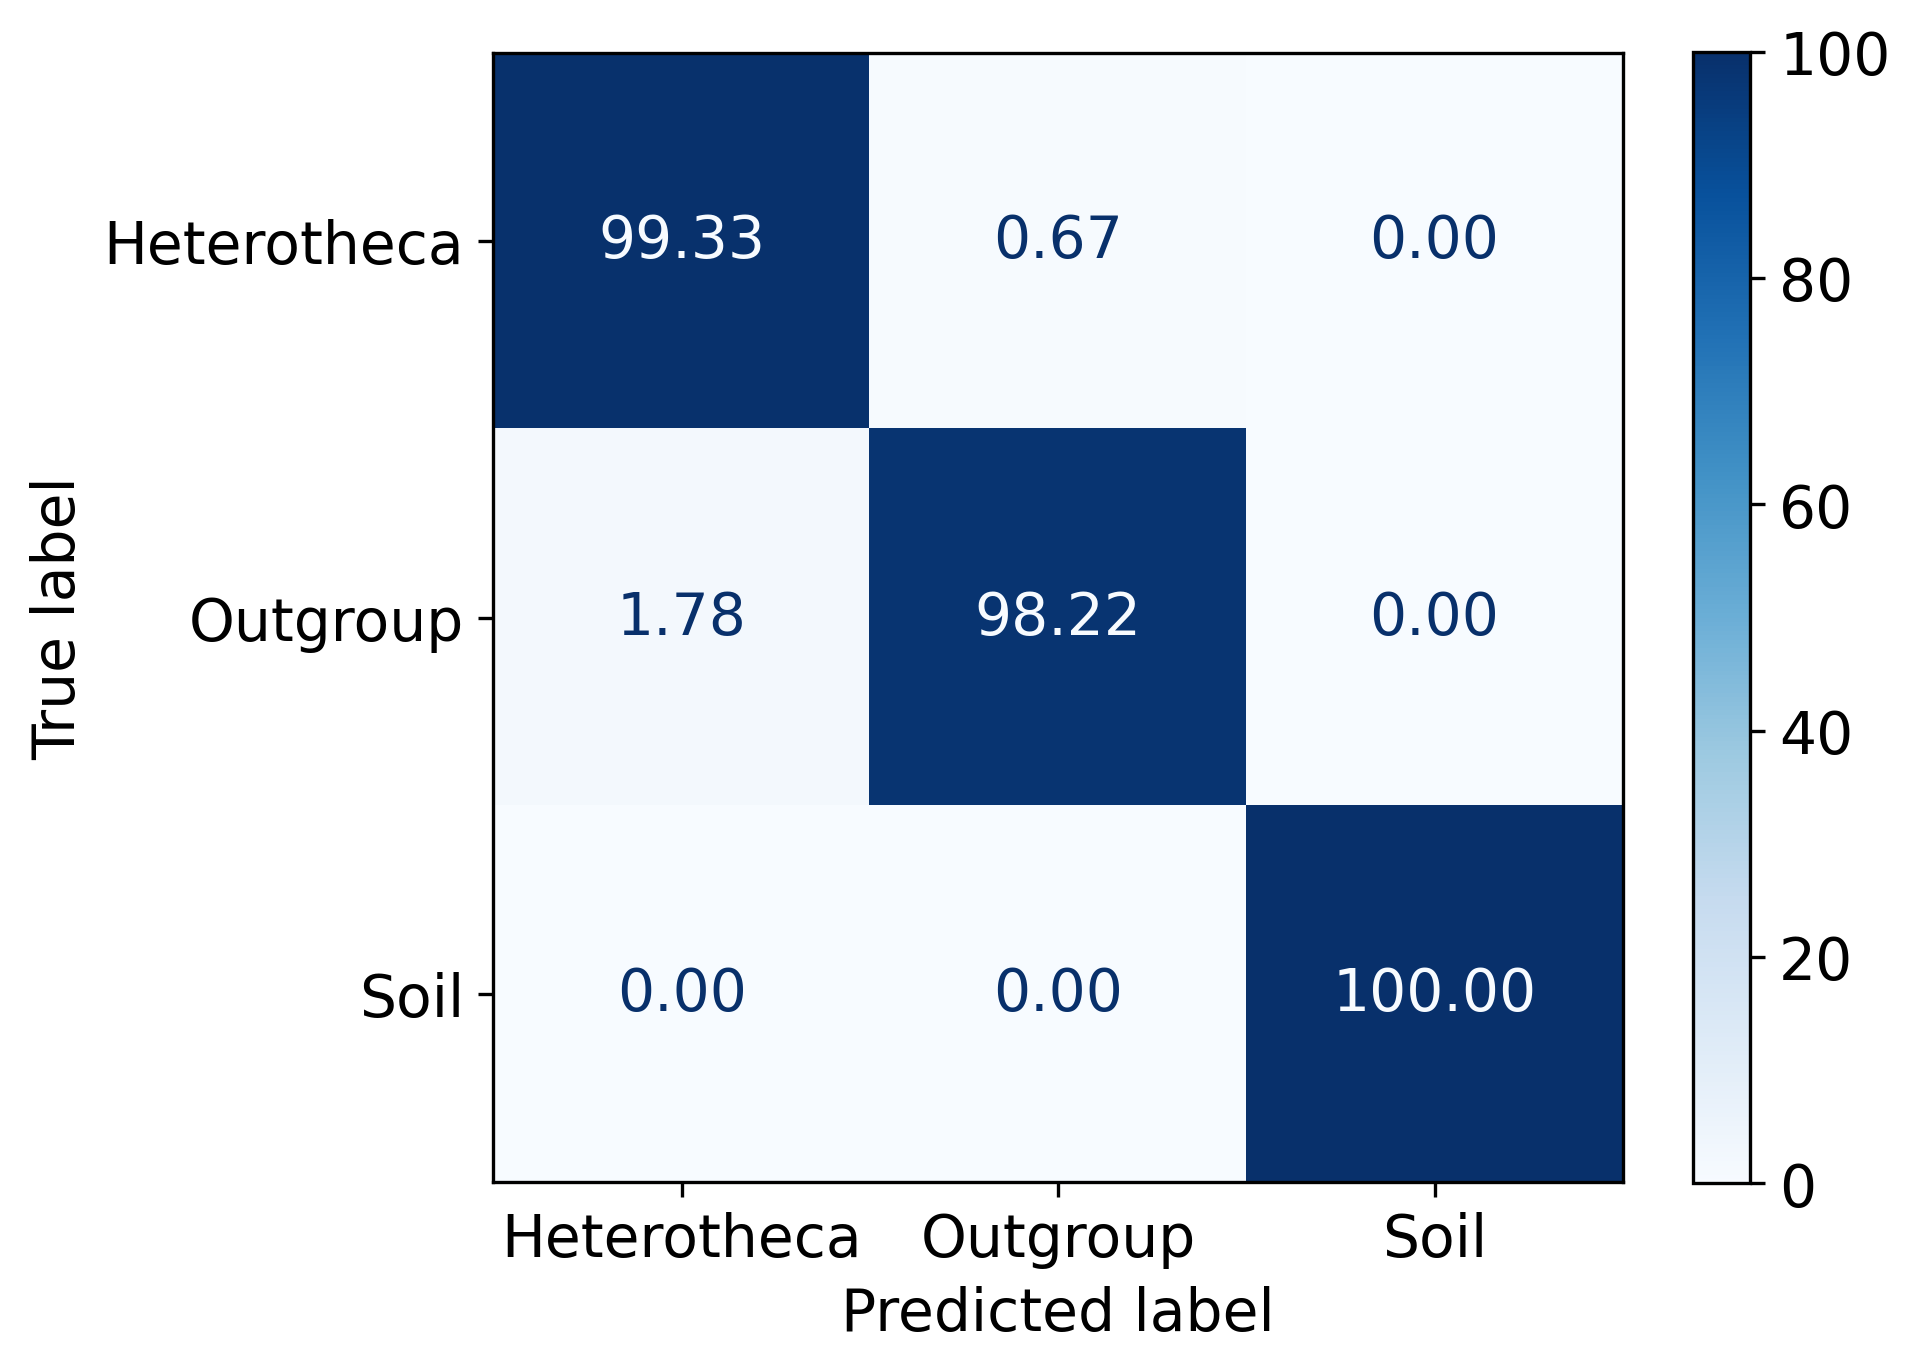 Heterotheca 99.33 0.67 0.00
Outgroup 1.78 98.22 0.00
Soil 0.00 0.00 100.00
Heterotheca Outgroup Soil
Predicted label
True label
100
80
60
40
20
0